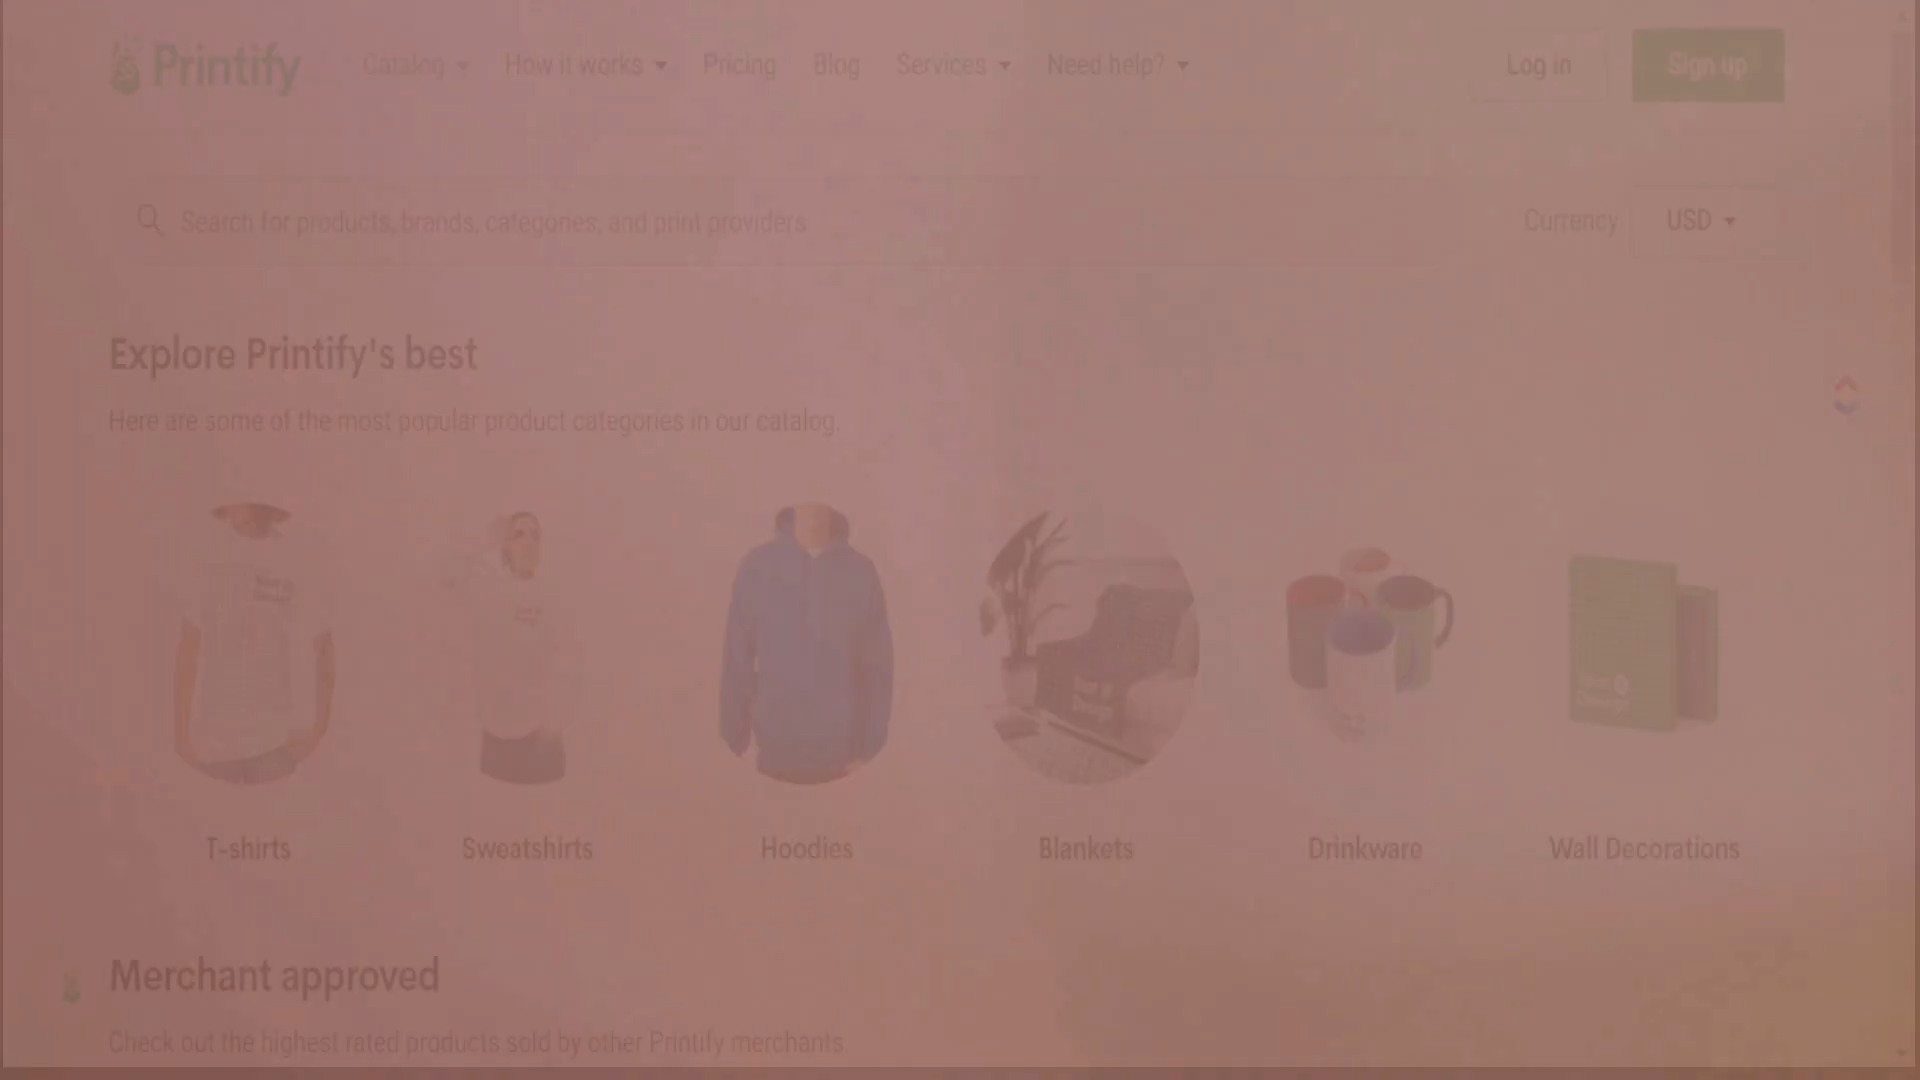 Printify Catalog How it works Pricing Blog Services Need help? Log in Sign up
Search for products, brands, categories, and print providers Currency USD
Explore Printify's best
Here are some of the most popular product categories in our catalog.
T-shirts Sweatshirts Hoodies Blankets Drinkware Wall Decorations
Merchant approved
Check out the highest rated products sold by other Printify merchants